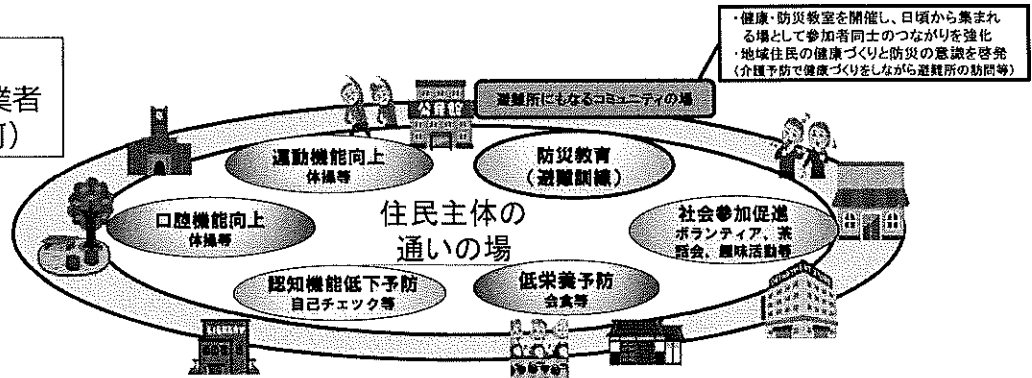 ・健康・防災教室を開催し、日頃から集まれ
る場として参加者同士のつながりを強化
・地域住民の健康づくりと防災の意識を啓発
(介護予防で健康づくりをしながら避難所の訪問等)
業者
可)
公民館
避難所にもなるコミュニティの場
運動機能向上
体操等
防災教育
(避難訓練)
口腔機能向上
体操等
住民主体の
通いの場
社会参加促進
ボランティア、茶
話会、趣味活動等
認知機能低下予防
自己チェック等
低栄養予防
会食等